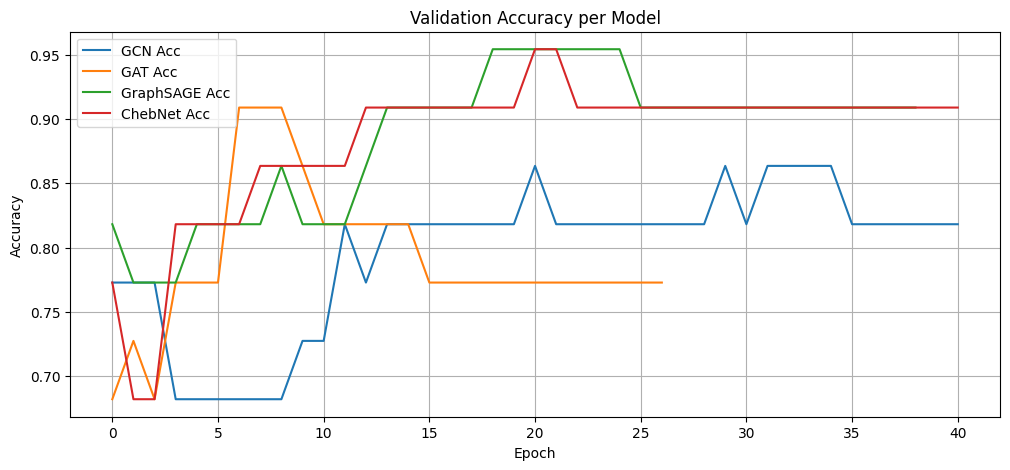 Validation Accuracy per Model
GCN Acc
GAT Acc
GraphSAGE Acc
ChebNet Acc
Accuracy
0.95
0.90
0.85
0.80
0.75
0.70
0 5 10 15 20 25 30 35 40
Epoch